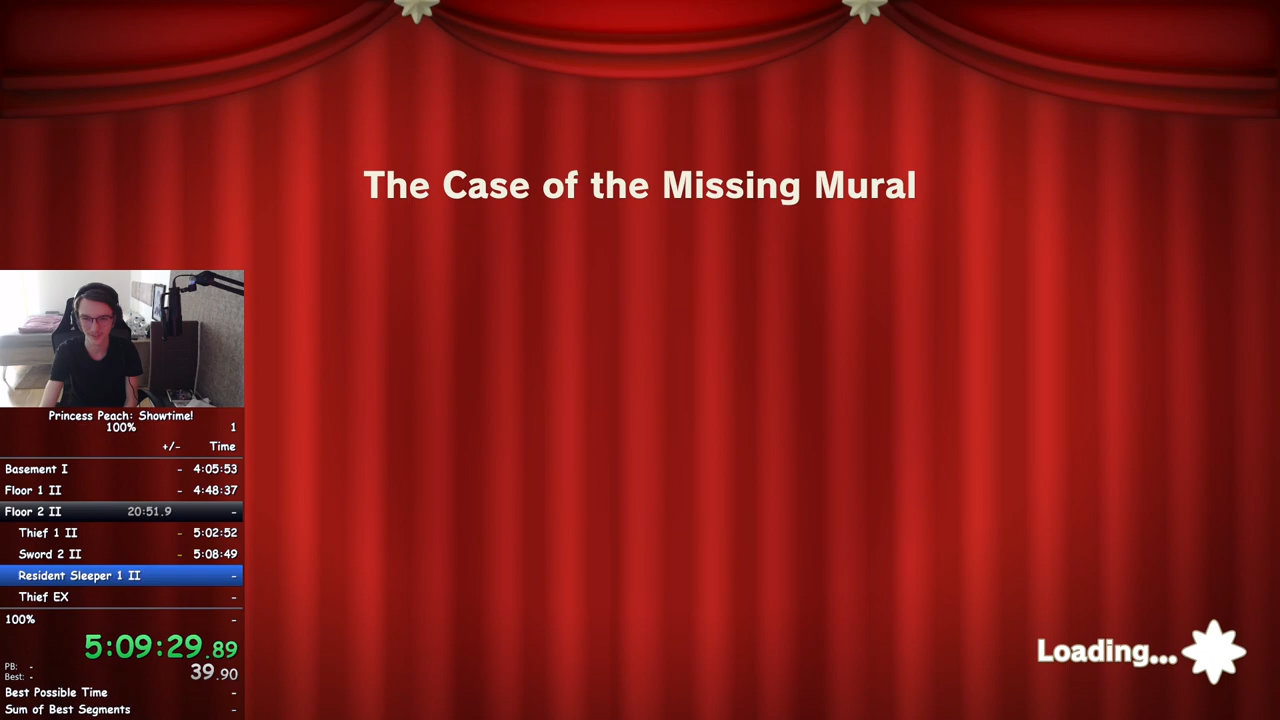 The Case of the Missing Mural
Princess Peach: Showtime!
100% 1
+/- Time
Basement I - 4:05:53
Floor 1 II - 4:48:37
Floor 2 II 20:51.9 -
Thief 1 II - 5:02:52
Sword 2 II - 5:08:49
Resident Sleeper 1 II -
Thief EX -
100% -
5:09:29.89
PB: -
Best: - 39.90
Best Possible Time -
Sum of Best Segments -
Loading...